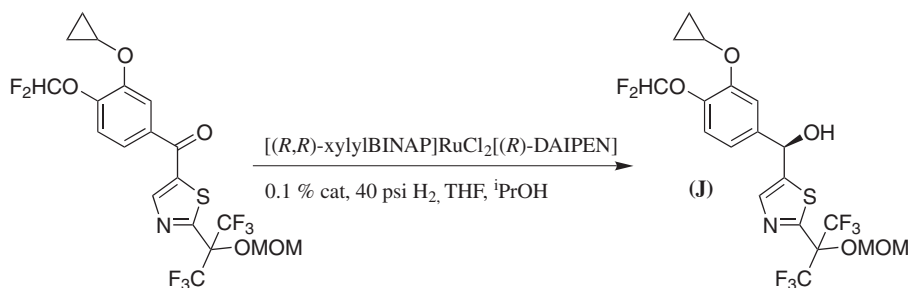 O
F₂HCO
O
[(R,R)-xylylBINAP]RuCl₂[(R)-DAIPEN]
0.1 % cat, 40 psi H₂, THF, ⁱPrOH
S
N
CF₃
OMOM
F₃C
O
F₂HCO
OH
(J)
S
N
CF₃
OMOM
F₃C